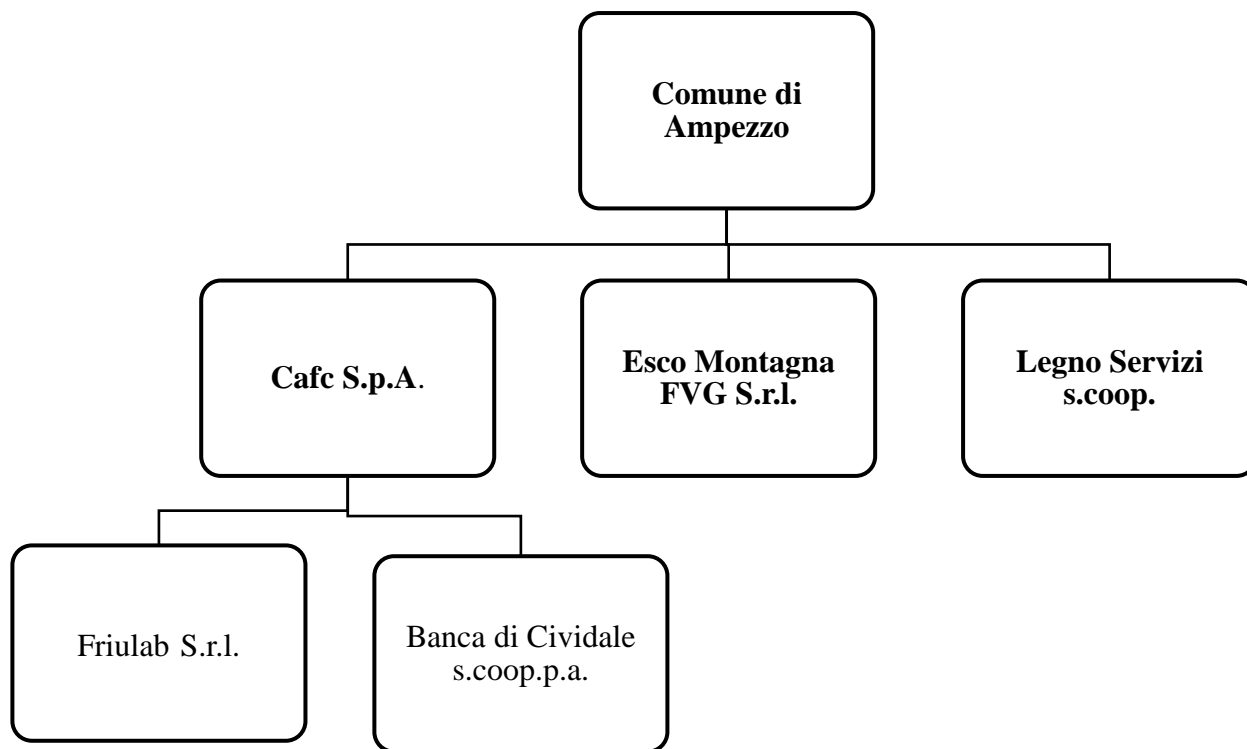 Comune di
Ampezzo
Cafc S.p.A.
Esco Montagna
FVG S.r.l.
Legno Servizi
s.coop.
Friulab S.r.l.
Banca di Cividale
s.coop.p.a.